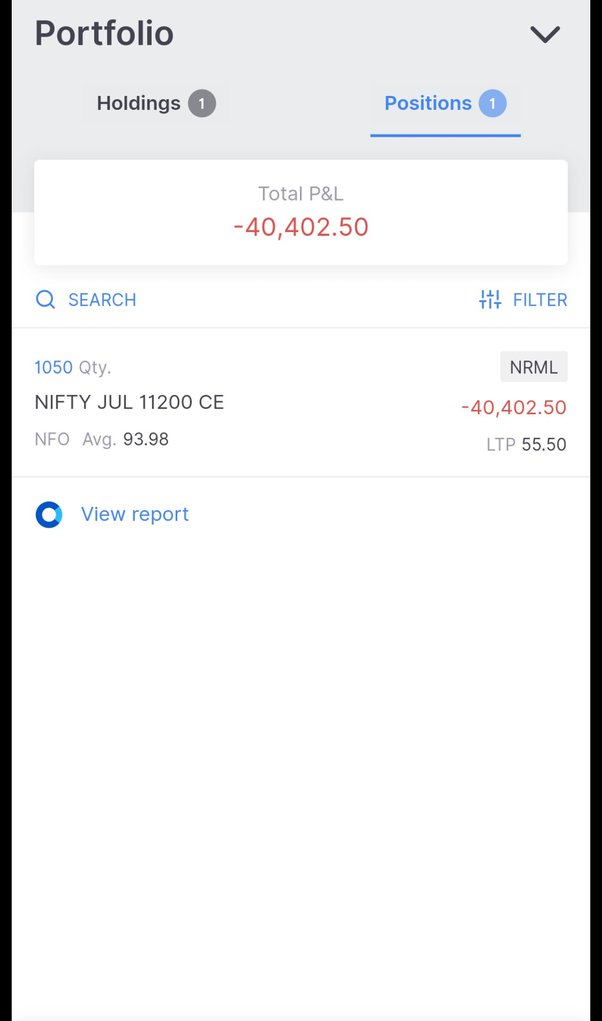 Portfolio
Holdings 1
Positions 1
Total P&L
-40,402.50
SEARCH
FILTER
1050 Qty.
NRML
NIFTY JUL 11200 CE
-40,402.50
NFO Avg. 93.98
LTP 55.50
View report